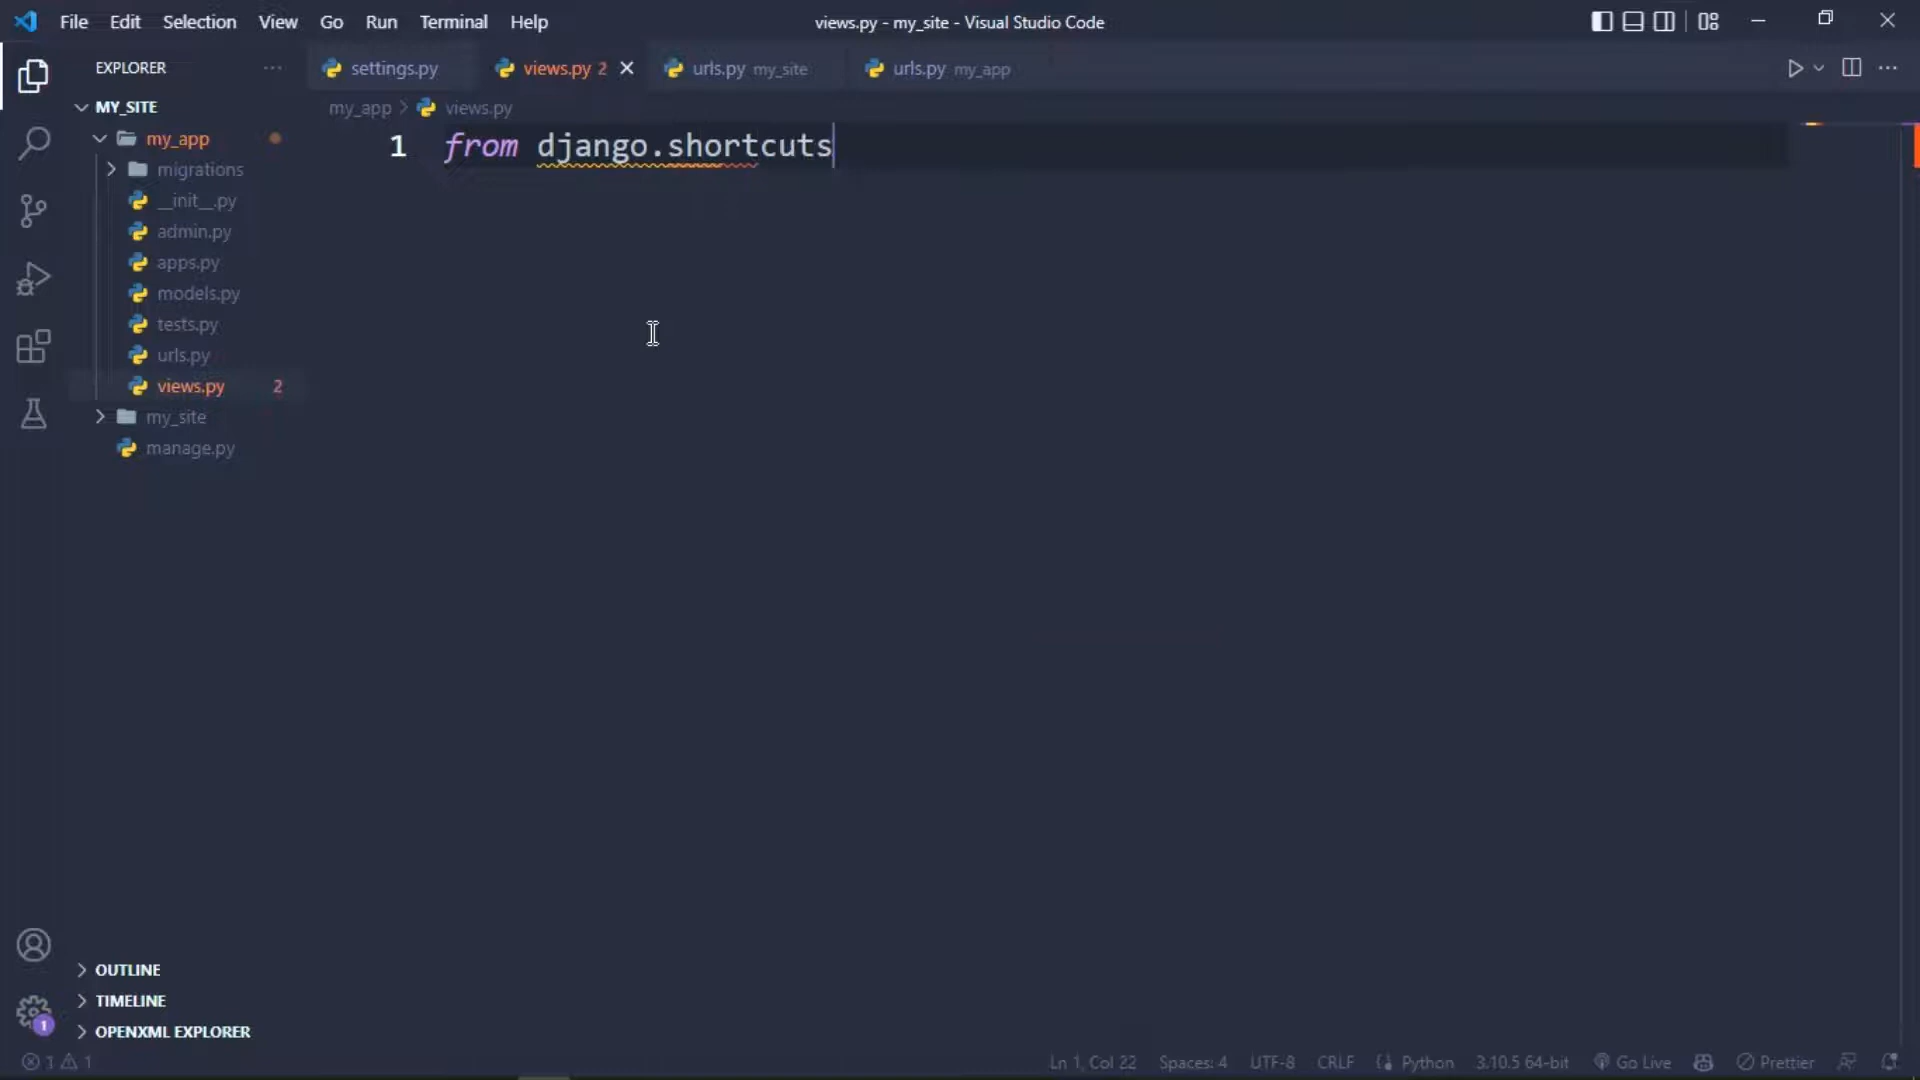 File Edit Selection View Go Run Terminal Help
views.py - my_site - Visual Studio Code
EXPLORER
settings.py
views.py 2
urls.py my_site
urls.py my_app
MY_SITE
my_app > views.py
my_app
1 from django.shortcuts
migrations
__init__.py
admin.py
apps.py
models.py
tests.py
urls.py
views.py 2
my_site
manage.py
OUTLINE
1
TIMELINE
OPENXML EXPLORER
1 1
Ln 1, Col 22 Spaces: 4 UTF-8 CRLF Python 3.10.5 64-bit Go Live Prettier